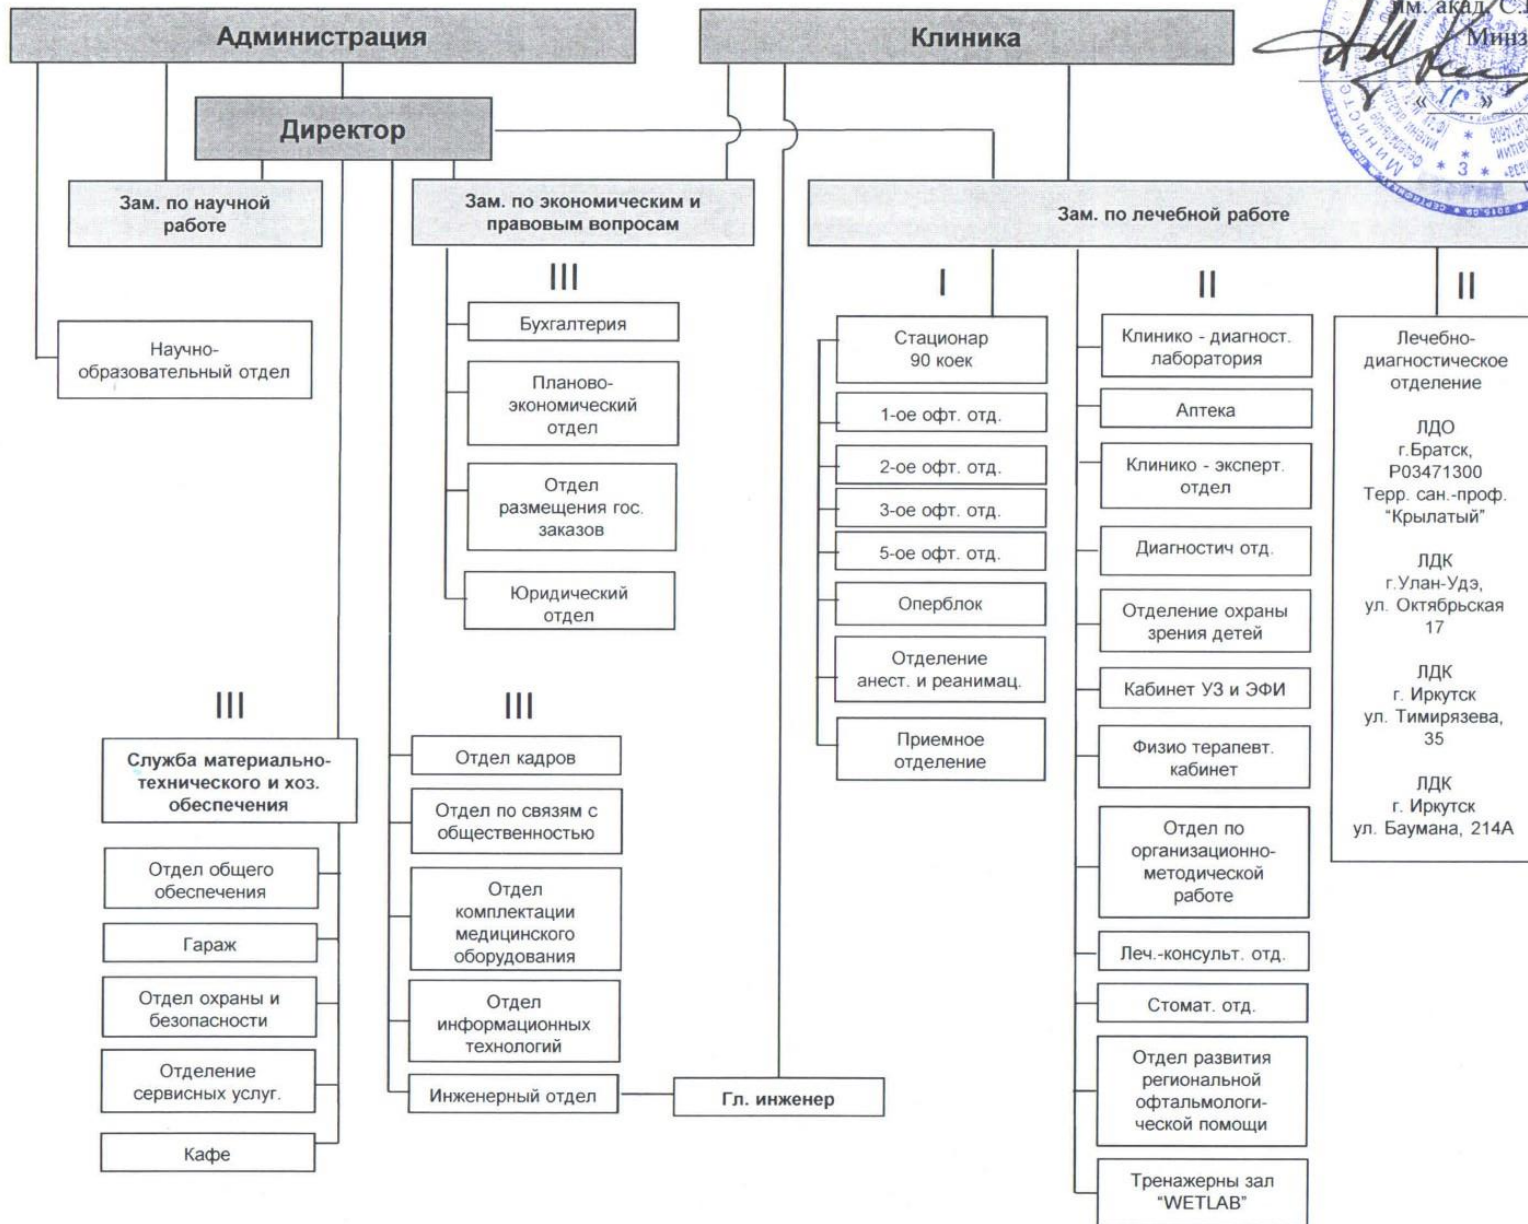 Администрация
Клиника
им. акад. С.
Минз
« 11 »
Директор
Зам. по научной
работе
Зам. по экономическим и
правовым вопросам
Зам. по лечебной работе
III
I
II
II
Научно-
образовательный отдел
Бухгалтерия
Планово-
экономический
отдел
Отдел
размещения гос.
заказов
Юридический
отдел
Стационар
90 коек
1-ое офт. отд.
2-ое офт. отд.
3-ое офт. отд.
5-ое офт. отд.
Оперблок
Отделение
анест. и реанимац.
Приемное
отделение
Клинико - диагност.
лаборатория
Аптека
Клинико - эксперт.
отдел
Диагностич отд.
Отделение охраны
зрения детей
Кабинет УЗ и ЭФИ
Физио терапевт.
кабинет
Отдел по
организационно-
методической
работе
Леч.-консульт. отд.
Стомат. отд.
Отдел развития
региональной
офтальмологи-
ческой помощи
Тренажерны зал
“WETLAB”
Лечебно-
диагностическое
отделение
ЛДО
г.Братск,
Р03471300
Терр. сан.-проф.
“Крылатый”
ЛДК
г.Улан-Удэ,
ул. Октябрьская
17
ЛДК
г. Иркутск
ул. Тимирязева,
35
ЛДК
г. Иркутск
ул. Баумана, 214А
III
Служба материально-
технического и хоз.
обеспечения
Отдел общего
обеспечения
Гараж
Отдел охраны и
безопасности
Отделение
сервисных услуг.
Кафе
III
Отдел кадров
Отдел по связям с
общественностью
Отдел
комплектации
медицинского
оборудования
Отдел
информационных
технологий
Инженерный отдел
Гл. инженер